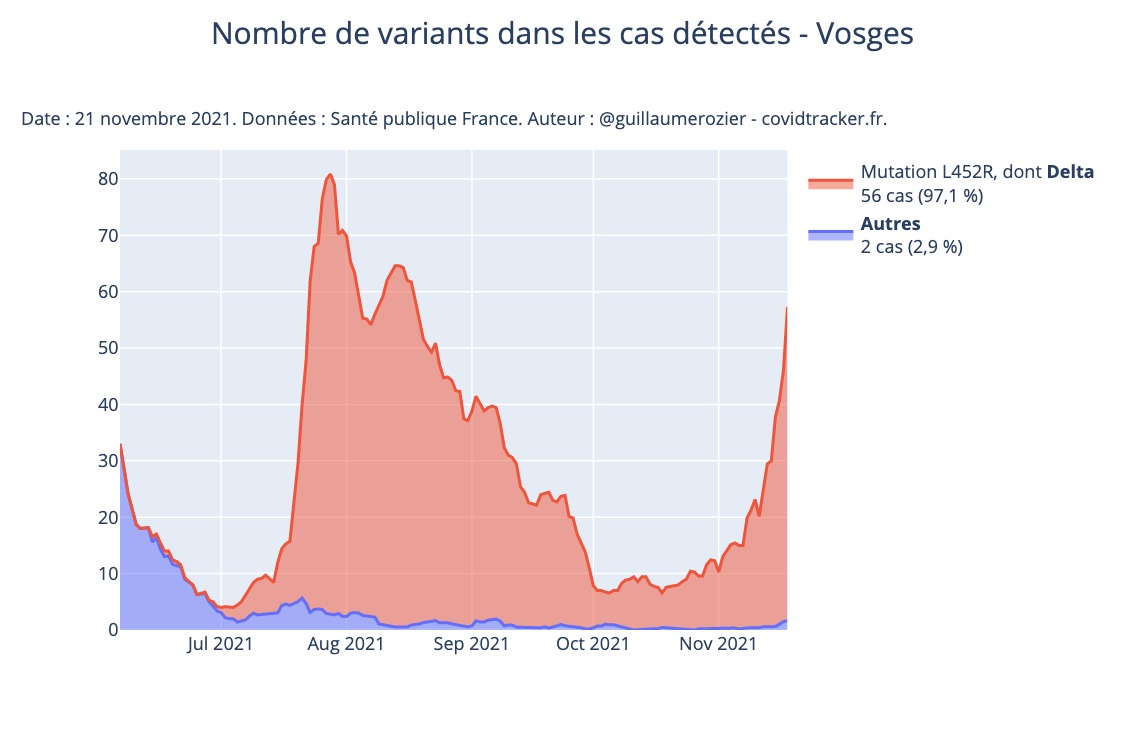 Nombre de variants dans les cas détectés - Vosges
Date : 21 novembre 2021. Données : Santé publique France. Auteur : @guillaumerozier - covidtracker.fr.
Mutation L452R, dont Delta
56 cas (97,1 %)
Autres
2 cas (2,9 %)
80
70
60
50
40
30
20
10
0
Jul 2021 Aug 2021 Sep 2021 Oct 2021 Nov 2021